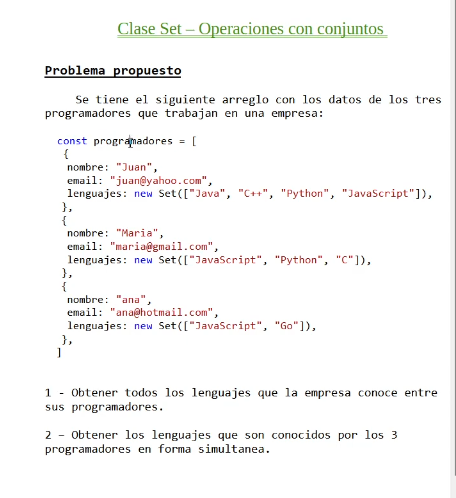 Clase Set – Operaciones con conjuntos
Problema propuesto
Se tiene el siguiente arreglo con los datos de los tres
programadores que trabajan en una empresa:
const programadores = [
{
nombre: "Juan",
email: "juan@yahoo.com",
lenguajes: new Set(["Java", "C++", "Python", "JavaScript"]),
},
{
nombre: "Maria",
email: "maria@gmail.com",
lenguajes: new Set(["JavaScript", "Python", "C"]),
},
{
nombre: "ana",
email: "ana@hotmail.com",
lenguajes: new Set(["JavaScript", "Go"]),
},
]
1 - Obtener todos los lenguajes que la empresa conoce entre
sus programadores.
2 – Obtener los lenguajes que son conocidos por los 3
programadores en forma simultanea.